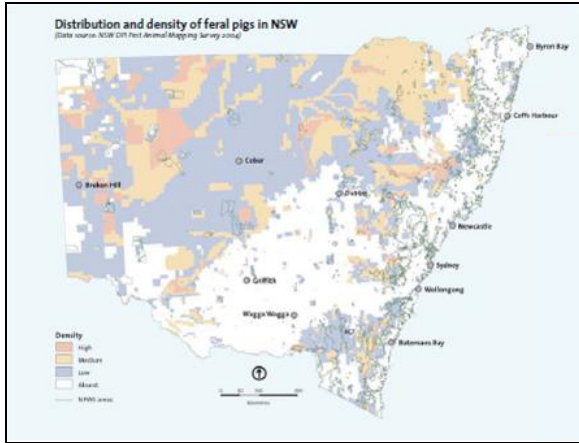 Distribution and density of feral pigs in NSW
(Data source: NSW DPI Pest Animal Mapping Survey 2004)
Byron Bay
Coffs Harbour
Cobar
Broken Hill
Dubbo
Newcastle
Sydney
Griffith
Wollongong
Wagga Wagga
ACT
Batemans Bay
Density
High
Medium
Low
Absent
NPWS areas
0
Kilometres